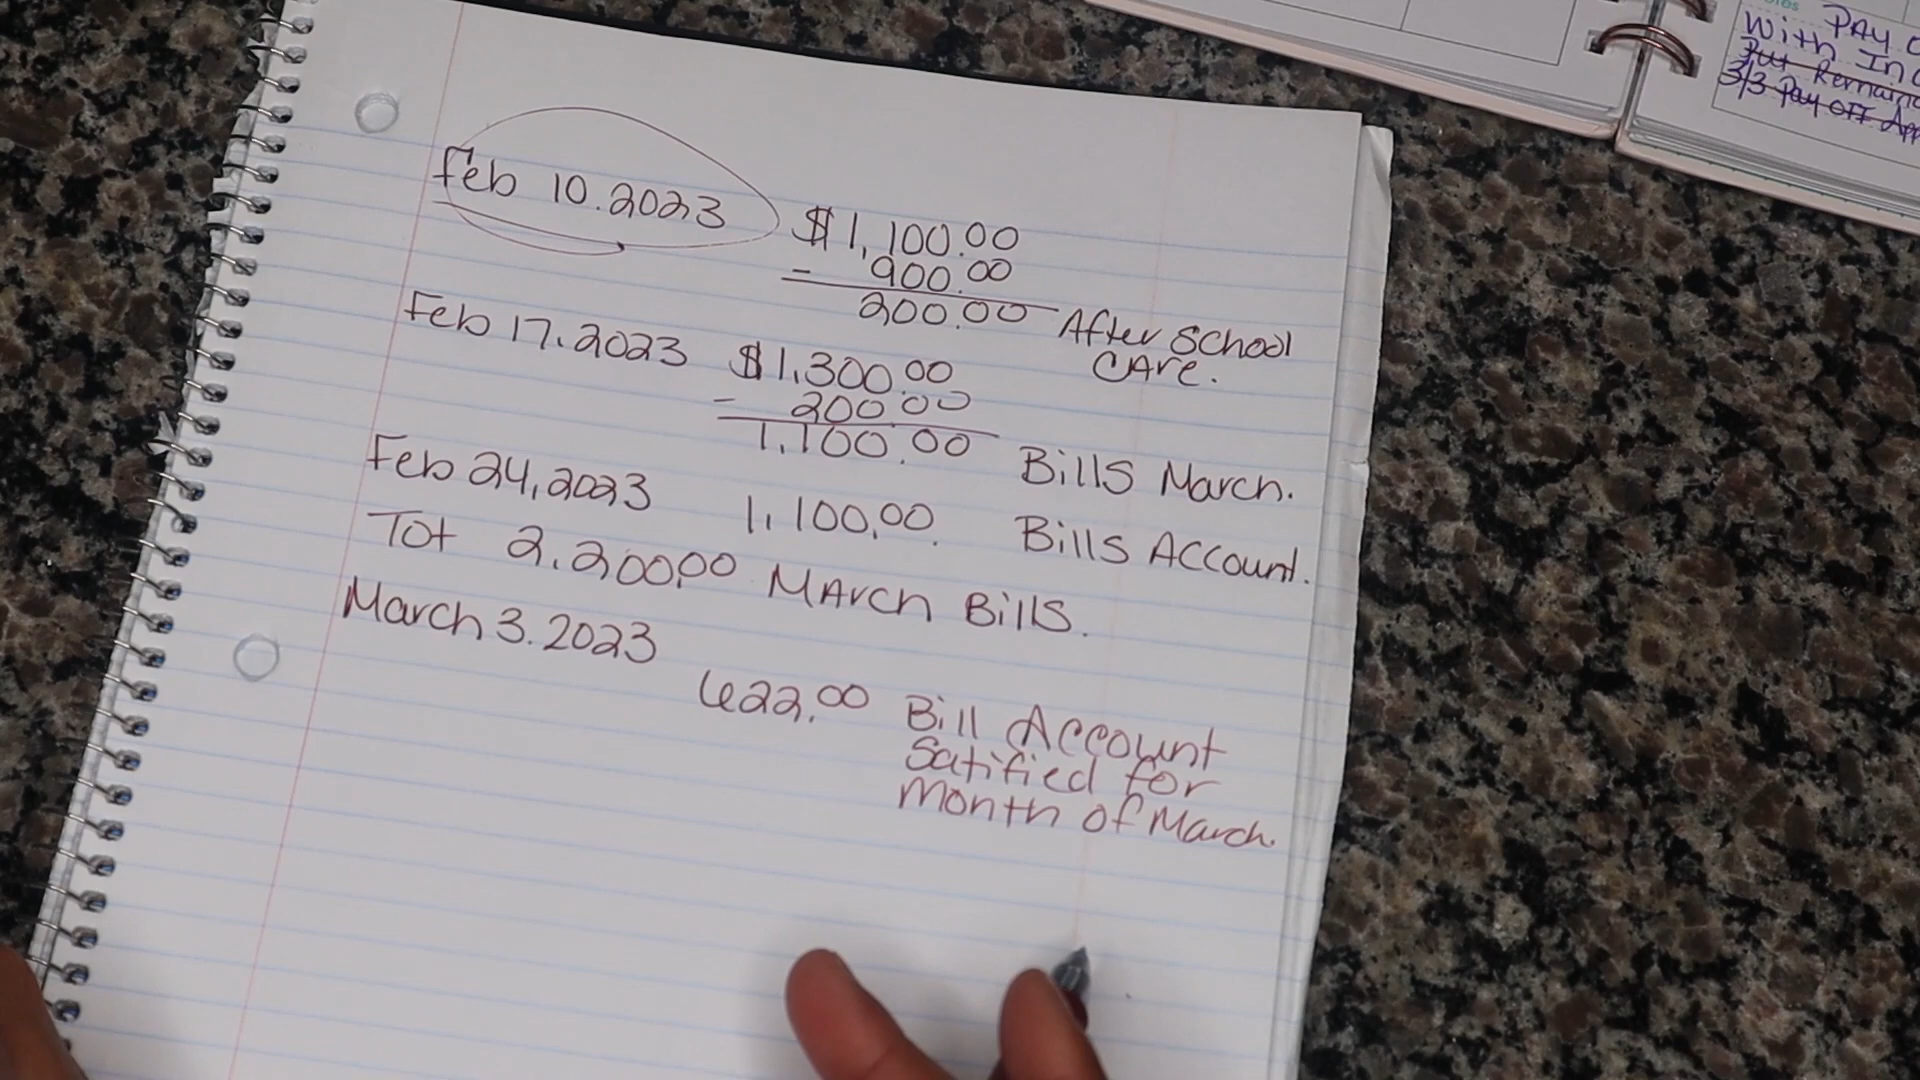 Feb 10.2023
$1,100.00
- 900.00
200.00 After School
Care.
Feb 17.2023 $1,300.00
- 200.00
1,100.00 Bills March.
Feb 24,2023 1,100.00. Bills Account.
Tot 2,200.00 March Bills.
March 3.2023
622.00 Bill Account
Satified for
Month of March.
Pay
With
Put
3/3 Pay off